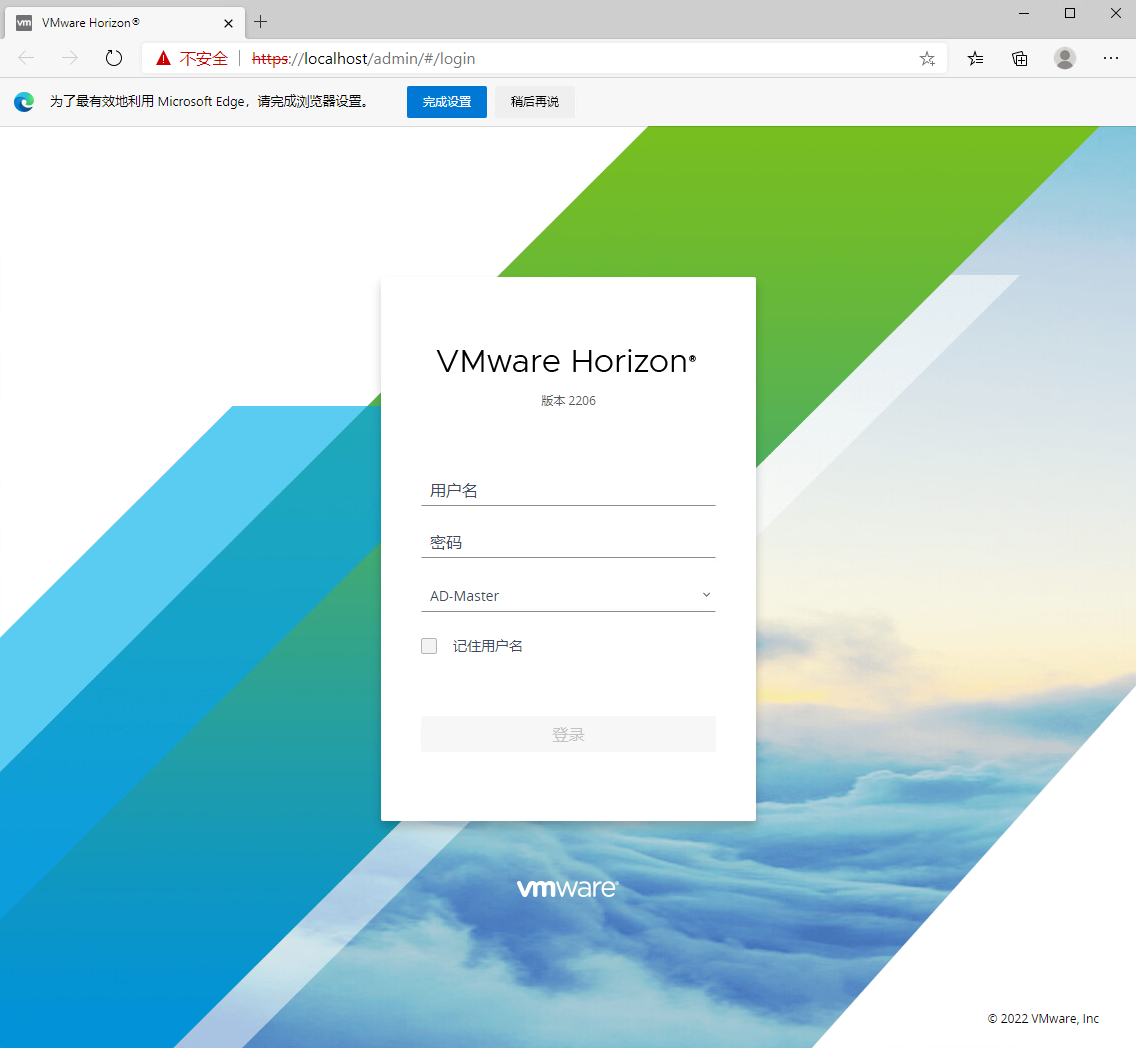 vm VMware Horizon®
不安全 https://localhost/admin/#/login
为了最有效地利用 Microsoft Edge，请完成浏览器设置。 完成设置 稍后再说
VMware Horizon®
版本 2206
用户名
密码
AD-Master
记住用户名
登录
vmware®
© 2022 VMware, Inc